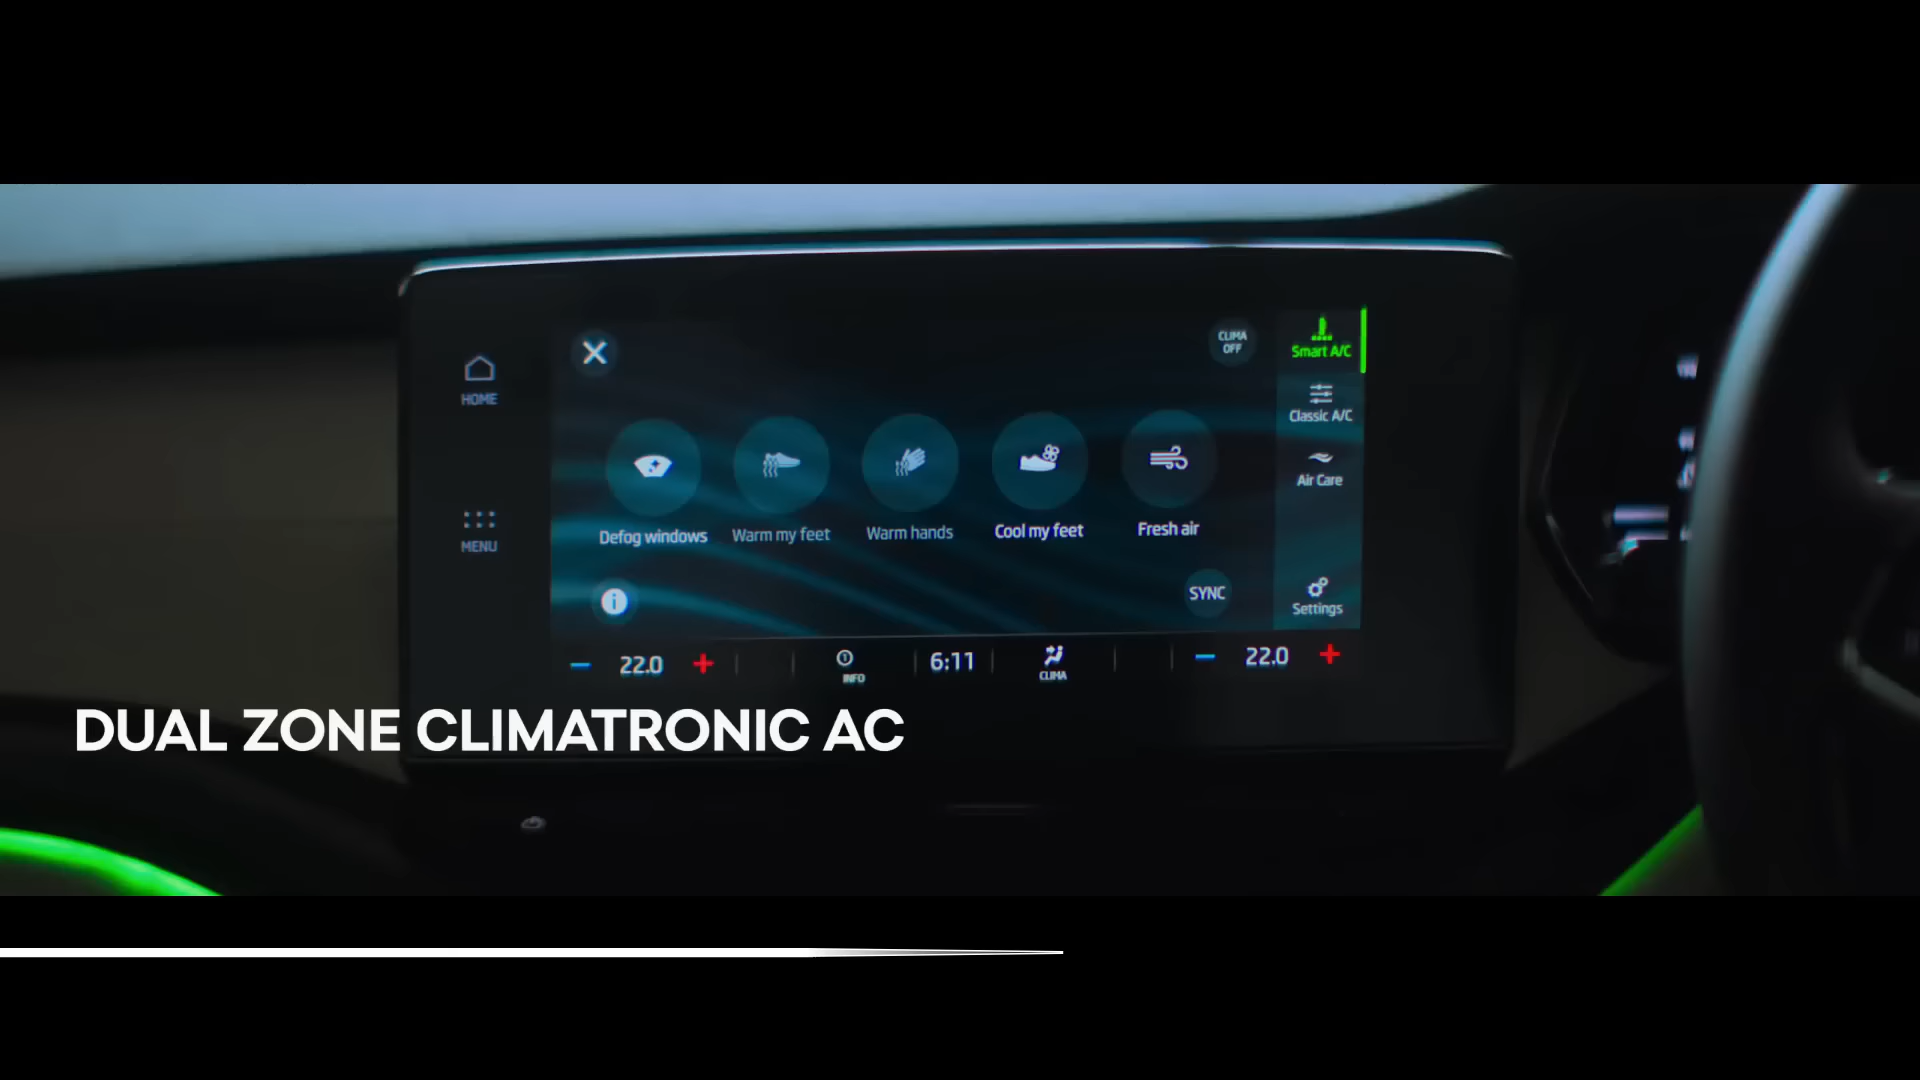 CLIMA
OFF
Smart A/C
HOME
Classic A/C
Air Care
Defog windows
Warm my feet
Warm hands
Cool my feet
Fresh air
MENU
i
SYNC
Settings
− 22.0 +
INFO
6:11
CLIMA
− 22.0 +
DUAL ZONE CLIMATRONIC AC